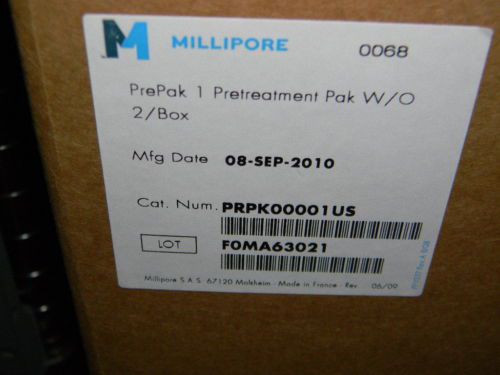 M MILLIPORE 0068
PrePak 1 Pretreatment Pak W/O
2/Box
Mfg Date 08-SEP-2010
Cat. Num. PRPK00001US
LOT F0MA63021
Millipore S.A.S. 67120 Molsheim - Made in France - Rev. 06/09